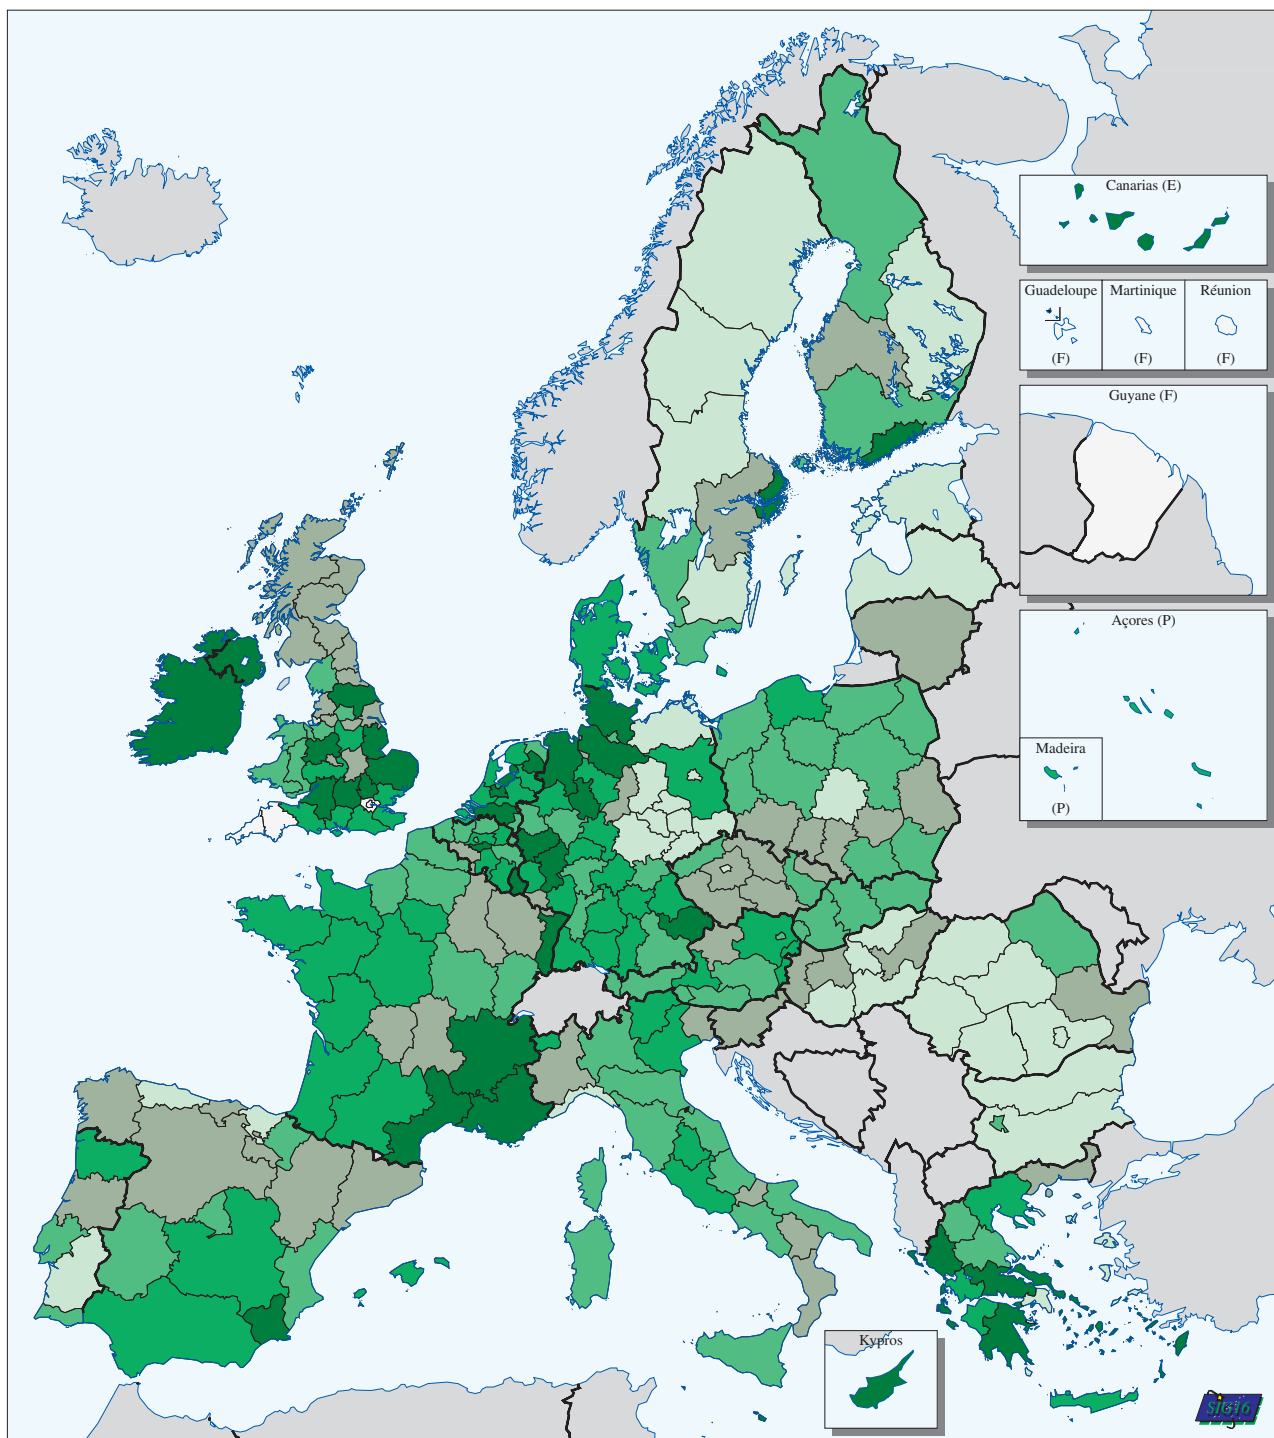 Canarias (E)
Guadeloupe Martinique Réunion
(F) (F) (F)
Guyane (F)
Açores (P)
Madeira
(P)
Kypros
SIG16